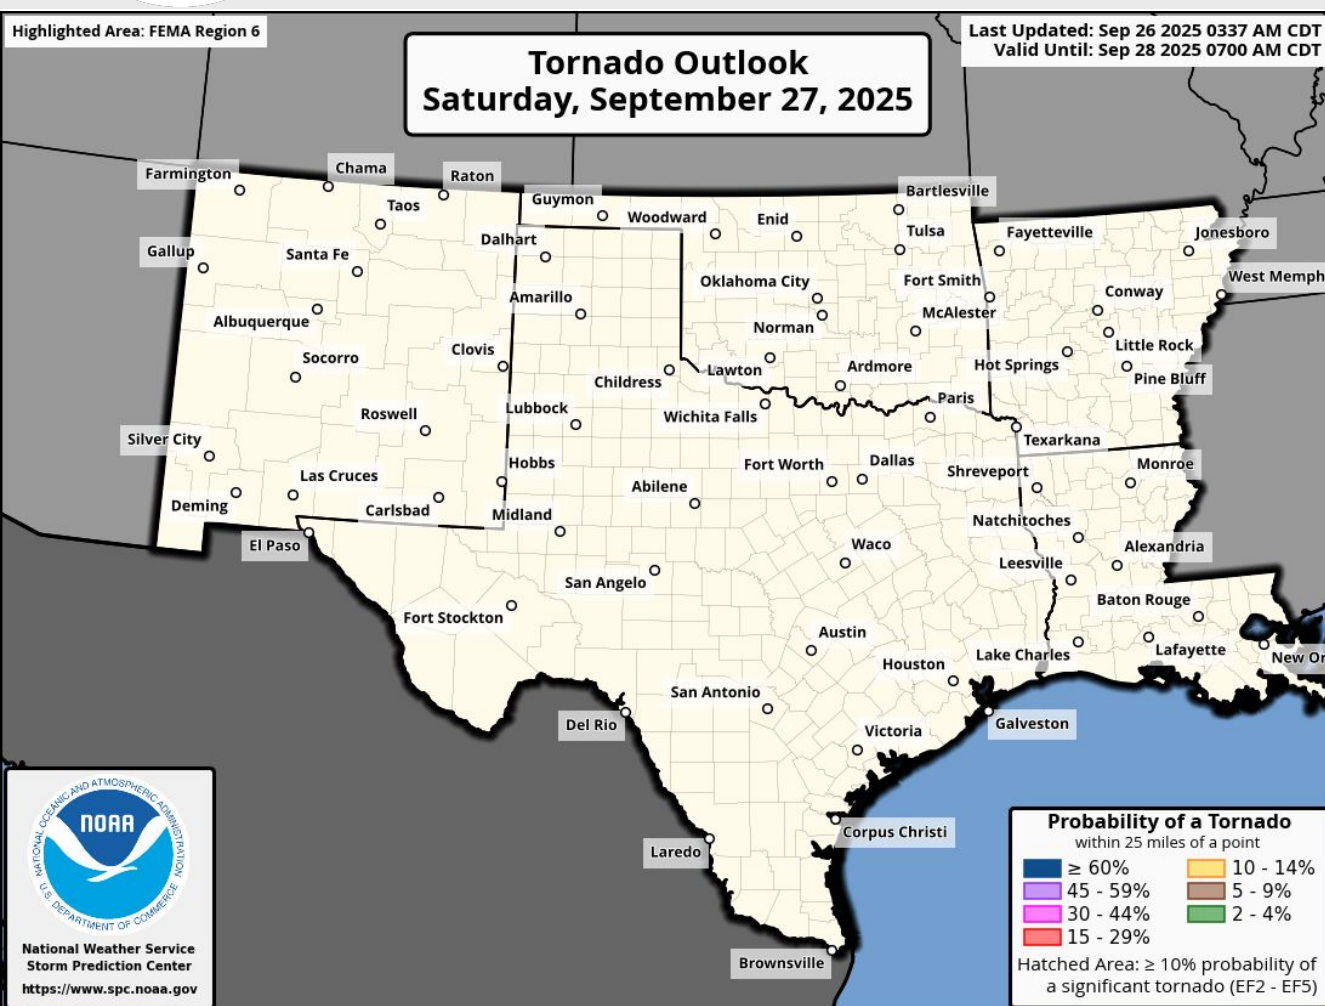 Highlighted Area: FEMA Region 6
Last Updated: Sep 26 2025 0337 AM CDT
Valid Until: Sep 28 2025 0700 AM CDT
Tornado Outlook
Saturday, September 27, 2025
Farmington
Chama
Raton
Taos
Guymon
Woodward
Enid
Bartlesville
Tulsa
Fayetteville
Jonesboro
Gallup
Santa Fe
Dalhart
Oklahoma City
Fort Smith
West Memph
Albuquerque
Amarillo
Norman
McAlester
Conway
Little Rock
Socorro
Clovis
Childress
Lawton
Ardmore
Hot Springs
Pine Bluff
Roswell
Lubbock
Wichita Falls
Paris
Texarkana
Silver City
Las Cruces
Hobbs
Abilene
Fort Worth
Dallas
Shreveport
Monroe
Deming
Carlsbad
Midland
Natchitoches
El Paso
San Angelo
Waco
Leesville
Alexandria
Fort Stockton
Austin
Baton Rouge
Houston
Lake Charles
Lafayette
New Or
San Antonio
Del Rio
Victoria
Galveston
Laredo
Corpus Christi
Brownsville
NATIONAL OCEANIC AND ATMOSPHERIC ADMINISTRATION
NOAA
U.S. DEPARTMENT OF COMMERCE
National Weather Service
Storm Prediction Center
https://www.spc.noaa.gov
Probability of a Tornado
within 25 miles of a point
≥ 60%
10 - 14%
45 - 59%
5 - 9%
30 - 44%
2 - 4%
15 - 29%
Hatched Area: ≥ 10% probability of
a significant tornado (EF2 - EF5)